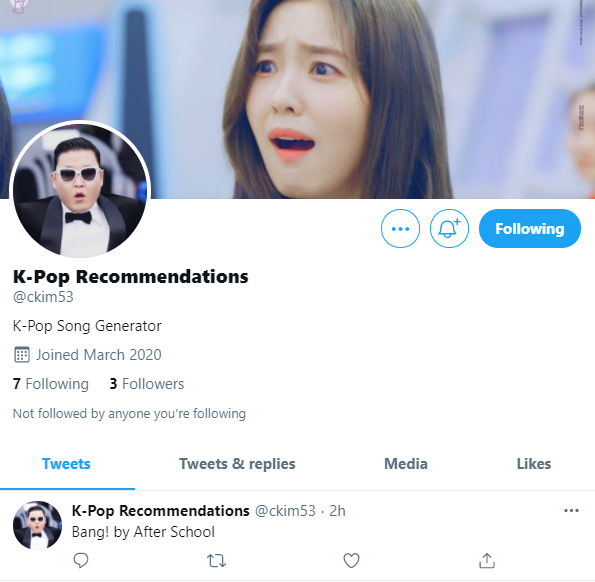 Following
K-Pop Recommendations
@ckim53
K-Pop Song Generator
Joined March 2020
7 Following 3 Followers
Not followed by anyone you're following
Tweets Tweets & replies Media Likes
K-Pop Recommendations @ckim53 · 2h
Bang! by After School